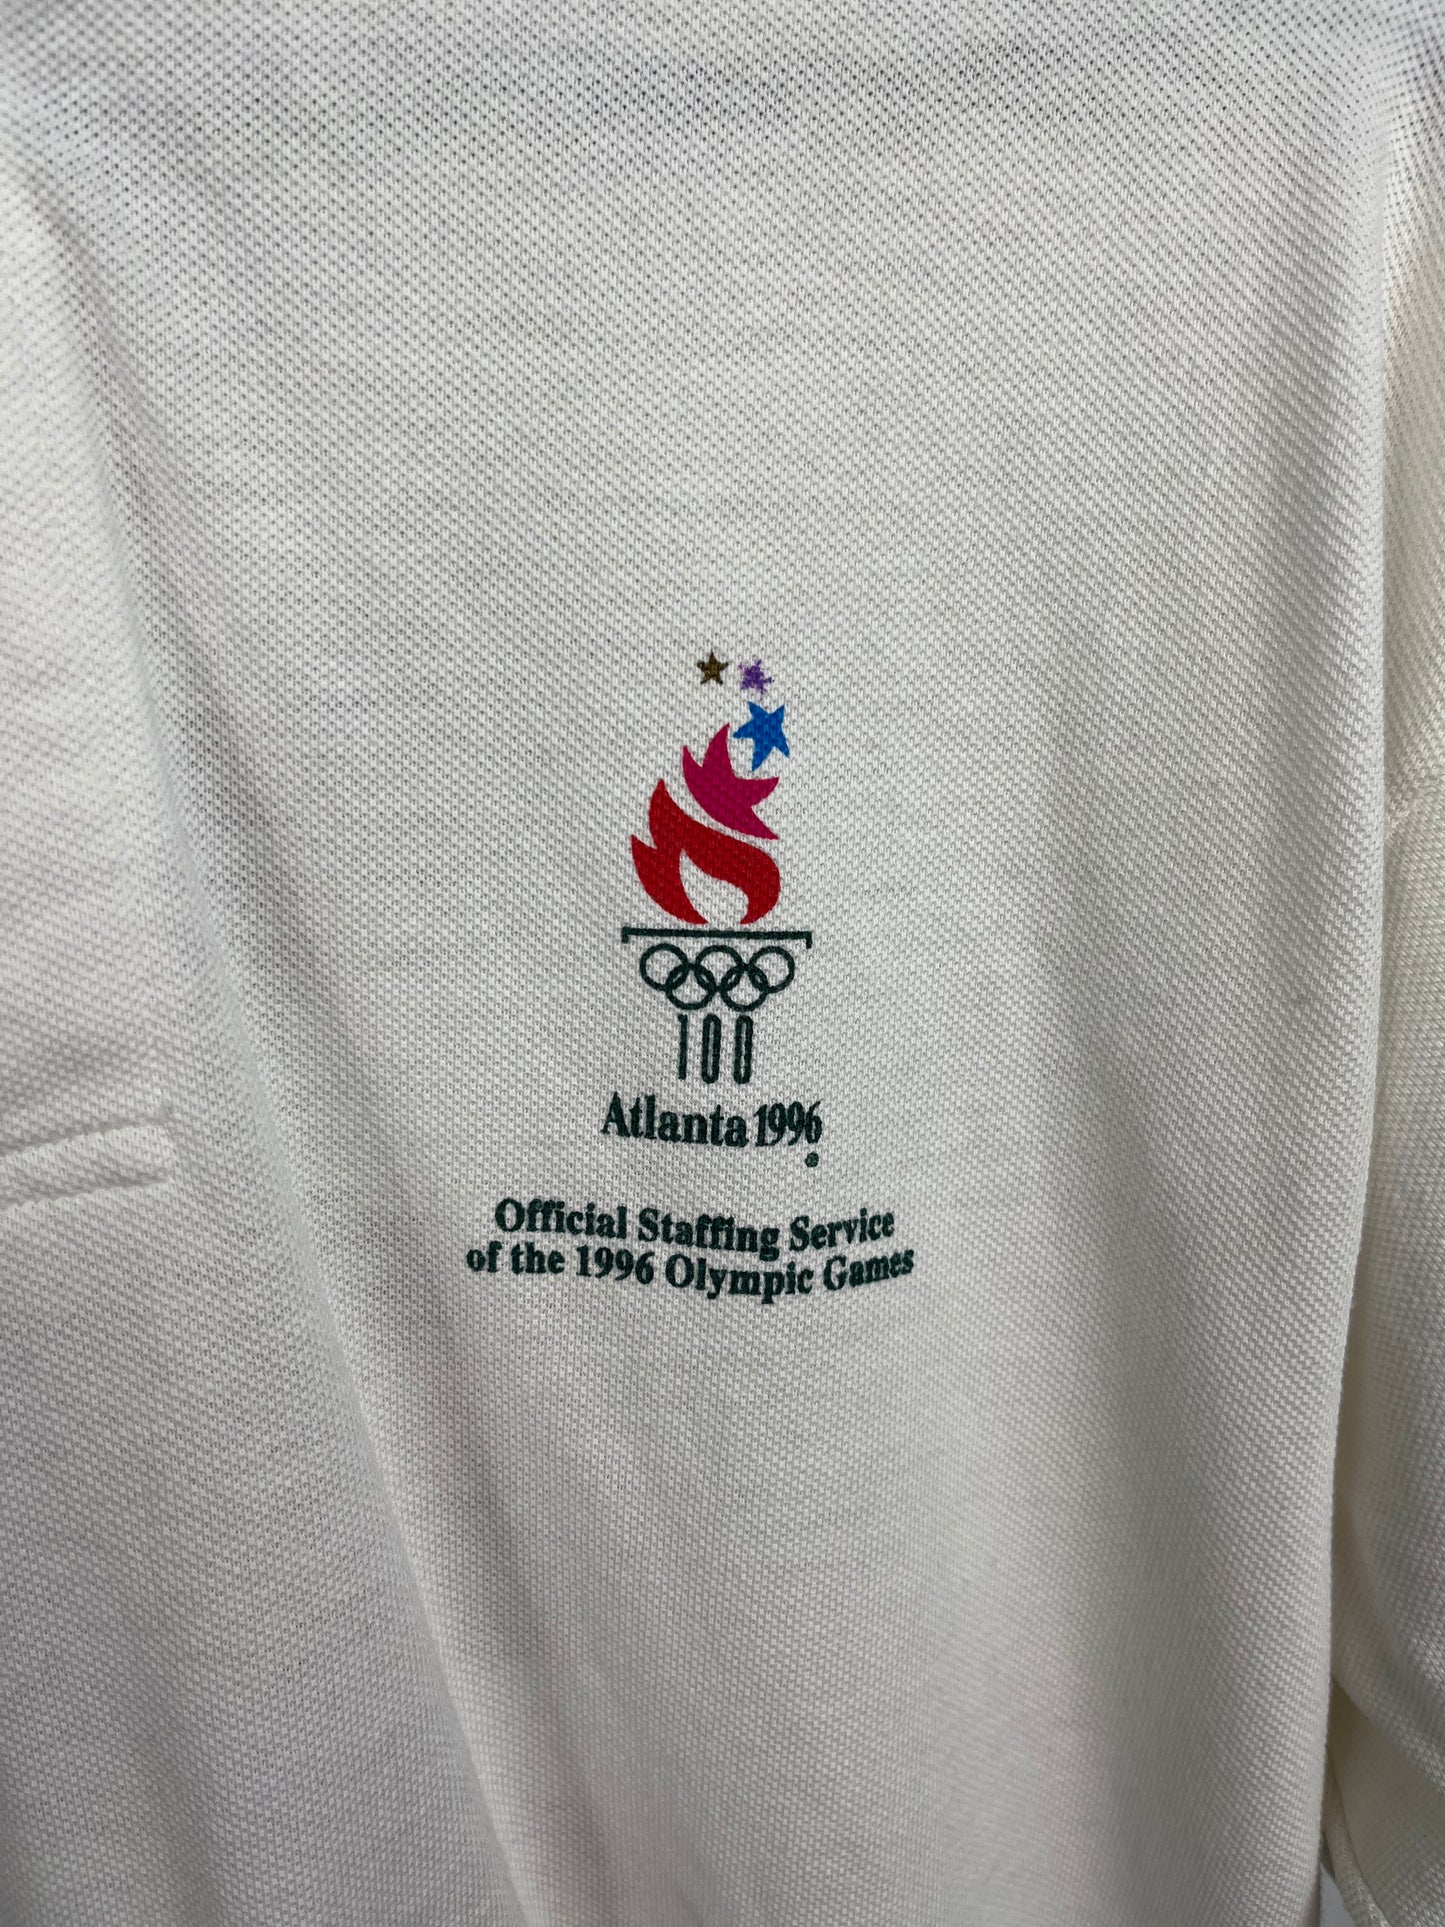 100
Atlanta 1996
®
Official Staffing Service
of the 1996 Olympic Games